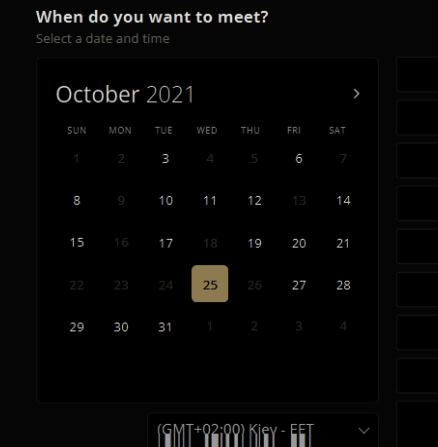 When do you want to meet?
Select a date and time
October 2021
SUN MON TUE WED THU FRI SAT
1 2 3 4 5 6 7
8 9 10 11 12 13 14
15 16 17 18 19 20 21
22 23 24 25 26 27 28
29 30 31 1 2 3 4
(GMT+02:00) Kiev - EET